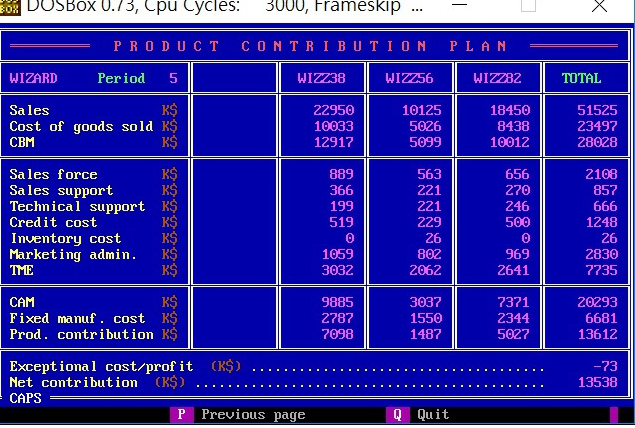 DOSBox 0.73, Cpu Cycles: 3000, Frameskip ...
PRODUCT CONTRIBUTION PLAN
WIZARD Period 5 WIZZ38 WIZZ56 WIZZ82 TOTAL
Sales K$ 22950 10125 18450 51525
Cost of goods sold K$ 10033 5026 8438 23497
CBM K$ 12917 5099 10012 28028
Sales force K$ 889 563 656 2108
Sales support K$ 366 221 270 857
Technical support K$ 199 221 246 666
Credit cost K$ 519 229 500 1248
Inventory cost K$ 0 26 0 26
Marketing admin. K$ 1059 802 969 2830
TME K$ 3032 2062 2641 7735
CAM K$ 9885 3037 7371 20293
Fixed manuf. cost K$ 2787 1550 2344 6681
Prod. contribution K$ 7098 1487 5027 13612
Exceptional cost/profit (K$) ..................................... -73
Net contribution (K$) ............................................ 13538
CAPS
P Previous page Q Quit